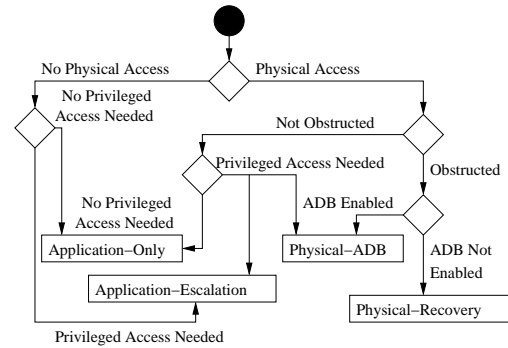 No Physical Access
Physical Access
No Privileged
Access Needed
Not Obstructed
Privileged Access Needed
Obstructed
No Privileged
Access Needed
ADB Enabled
Application−Only
Physical−ADB
ADB Not
Enabled
Application−Escalation
Physical−Recovery
Privileged Access Needed